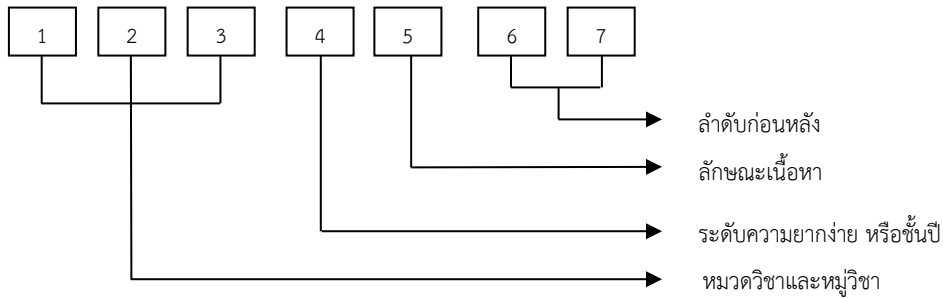 1 2 3 4 5 6 7
ลำดับก่อนหลัง
ลักษณะเนื้อหา
ระดับความยากง่าย หรือชั้นปี
หมวดวิชาและหมู่วิชา